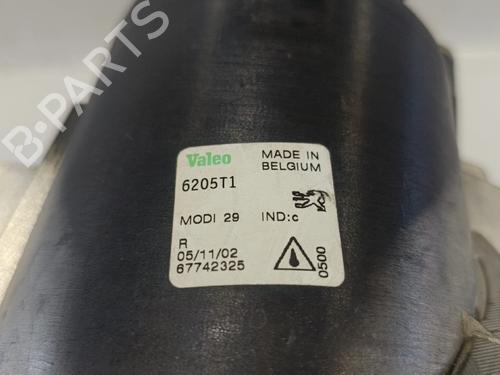 B-PARTS
Valeo
MADE IN
BELGIUM
6205T1
MODI 29 IND:c
R
05/11/02
67742325
0500